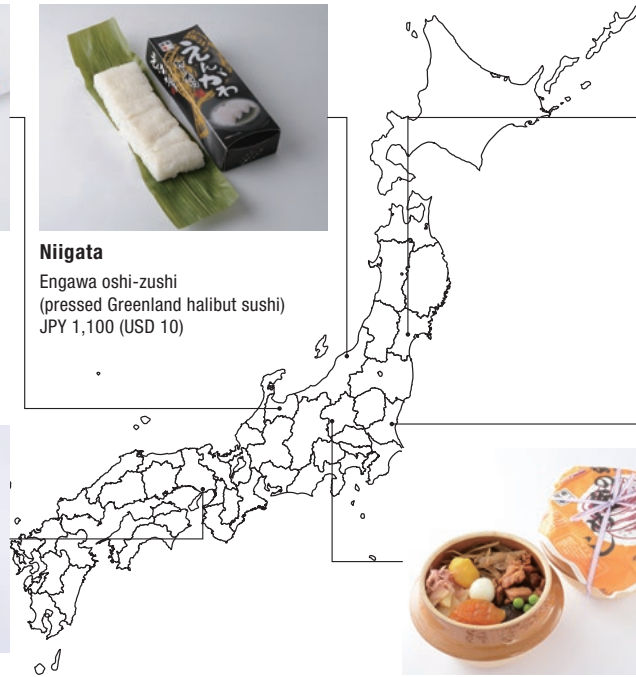 えんがわ
Niigata
Engawa oshi-zushi
(pressed Greenland halibut sushi)
JPY 1,100 (USD 10)